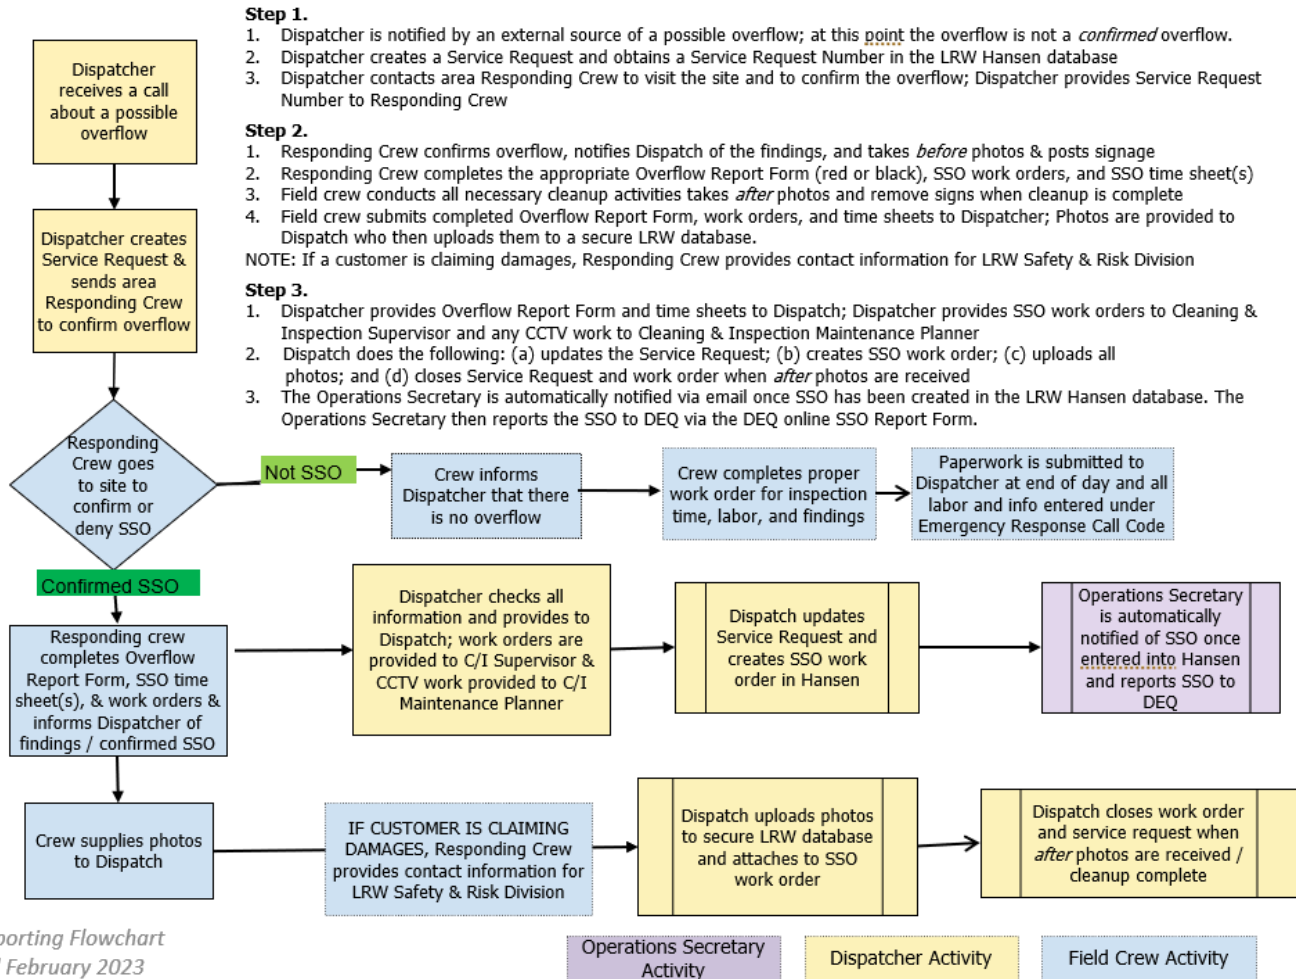 Step 1.
1. Dispatcher is notified by an external source of a possible overflow; at this point the overflow is not a confirmed overflow.
2. Dispatcher creates a Service Request and obtains a Service Request Number in the LRW Hansen database
3. Dispatcher contacts area Responding Crew to visit the site and to confirm the overflow; Dispatcher provides Service Request
Number to Responding Crew
Step 2.
1. Responding Crew confirms overflow, notifies Dispatch of the findings, and takes before photos & posts signage
2. Responding Crew completes the appropriate Overflow Report Form (red or black), SSO work orders, and SSO time sheet(s)
3. Field crew conducts all necessary cleanup activities takes after photos and remove signs when cleanup is complete
4. Field crew submits completed Overflow Report Form, work orders, and time sheets to Dispatcher; Photos are provided to
Dispatch who then uploads them to a secure LRW database.
NOTE: If a customer is claiming damages, Responding Crew provides contact information for LRW Safety & Risk Division
Step 3.
1. Dispatcher provides Overflow Report Form and time sheets to Dispatch; Dispatcher provides SSO work orders to Cleaning &
Inspection Supervisor and any CCTV work to Cleaning & Inspection Maintenance Planner
2. Dispatch does the following: (a) updates the Service Request; (b) creates SSO work order; (c) uploads all
photos; and (d) closes Service Request and work order when after photos are received
3. The Operations Secretary is automatically notified via email once SSO has been created in the LRW Hansen database. The
Operations Secretary then reports the SSO to DEQ via the DEQ online SSO Report Form.
Dispatcher
receives a call
about a possible
overflow
Dispatcher creates
Service Request &
sends area
Responding Crew
to confirm overflow
Responding
Crew goes
to site to
confirm or
deny SSO
Not SSO
Crew informs
Dispatcher that there
is no overflow
Crew completes proper
work order for inspection
time, labor, and findings
Paperwork is submitted to
Dispatcher at end of day and all
labor and info entered under
Emergency Response Call Code
Confirmed SSO
Responding crew
completes Overflow
Report Form, SSO time
sheet(s), & work orders &
informs Dispatcher of
findings / confirmed SSO
Dispatcher checks all
information and provides to
Dispatch; work orders are
provided to C/I Supervisor &
CCTV work provided to C/I
Maintenance Planner
Dispatch updates
Service Request and
creates SSO work
order in Hansen
Operations Secretary
is automatically
notified of SSO once
entered into Hansen
and reports SSO to
DEQ
Crew supplies photos
to Dispatch
IF CUSTOMER IS CLAIMING
DAMAGES, Responding Crew
provides contact information for
LRW Safety & Risk Division
Dispatch uploads photos
to secure LRW database
and attaches to SSO
work order
Dispatch closes work order
and service request when
after photos are received /
cleanup complete
Flowchart
February 2023
Operations Secretary
Activity
Dispatcher Activity
Field Crew Activity